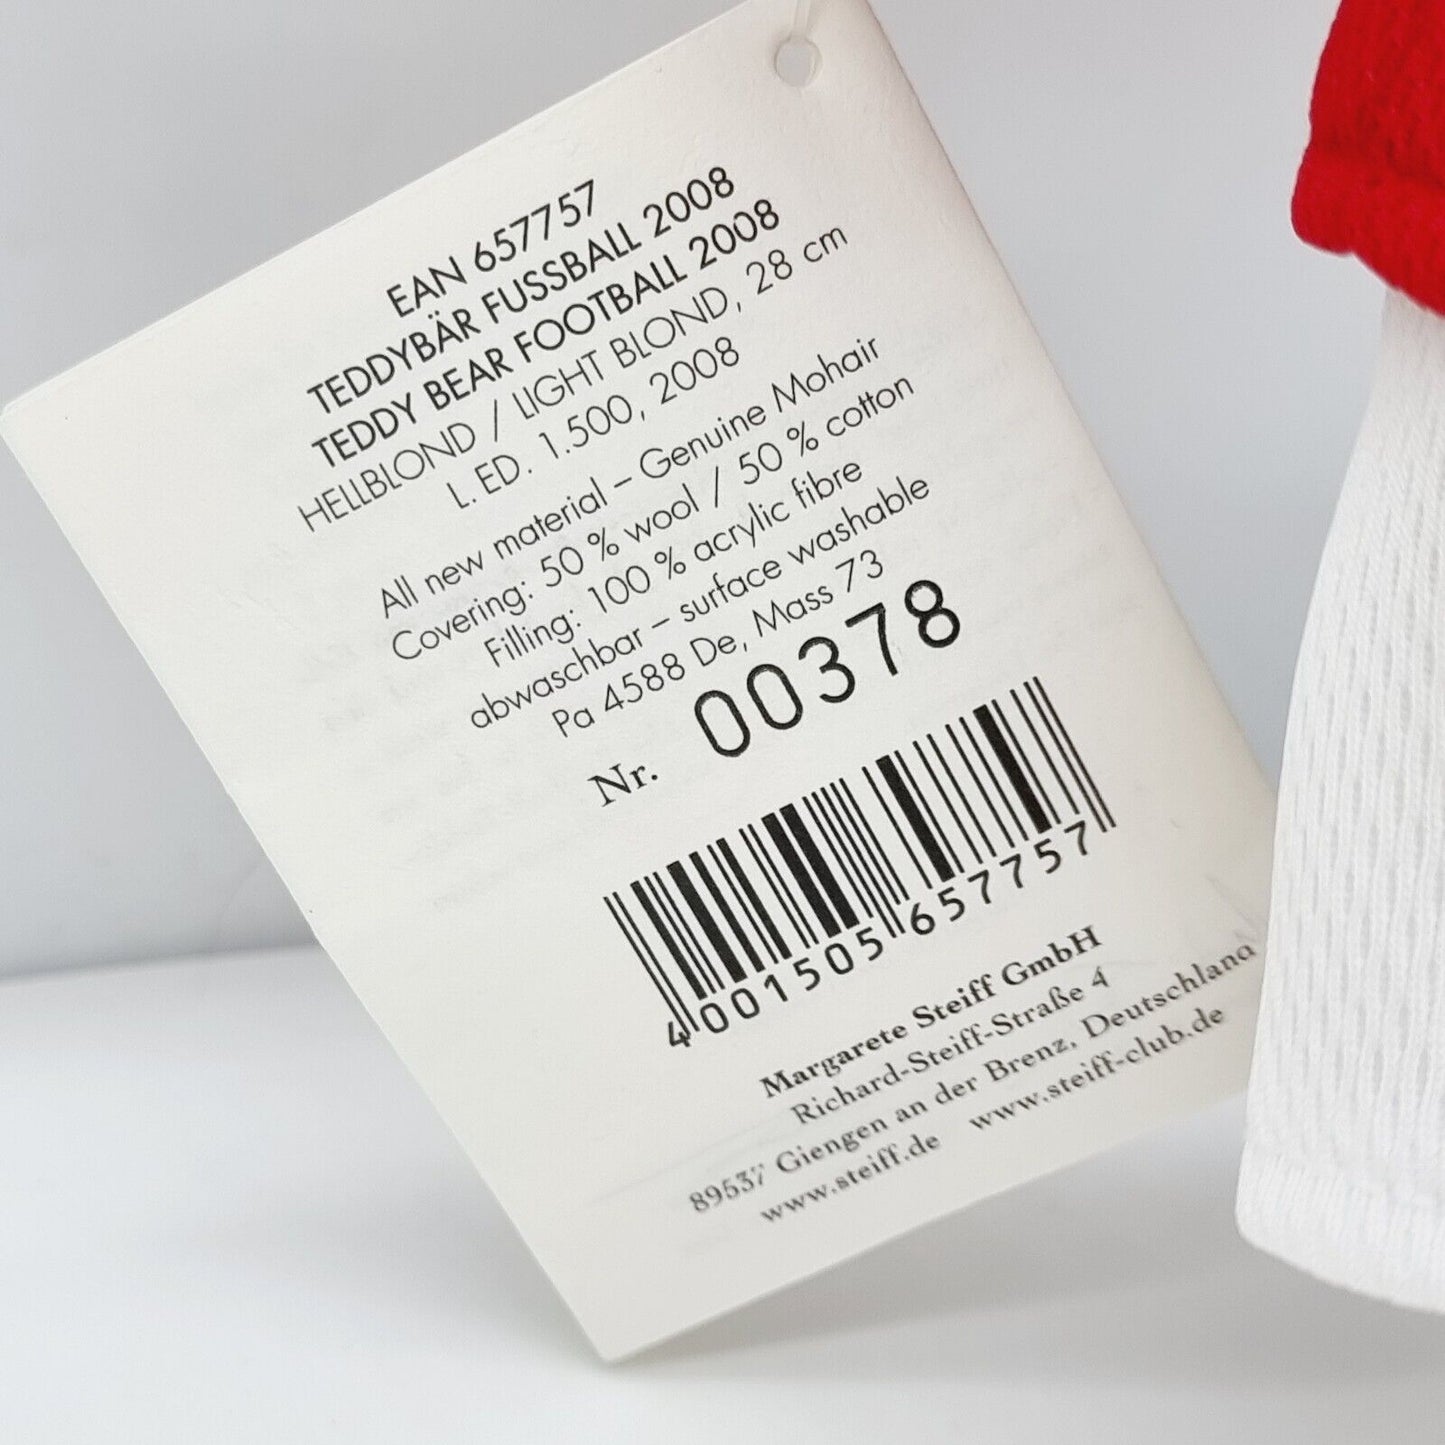 EAN 657757
TEDDYBÄR FUSSBALL 2008
TEDDY BEAR FOOTBALL 2008
HELLBLOND / LIGHT BLOND, 28 cm
L. ED. 1.500, 2008
All new material – Genuine Mohair
Covering: 50 % wool / 50 % cotton
Filling: 100 % acrylic fibre
abwaschbar – surface washable
Pa 4588 De, Mass 73
Nr. 00378
4 001505 657757
Margarete Steiff GmbH
Richard-Steiff-Straße 4
89537 Giengen an der Brenz, Deutschland
www.steiff.de www.steiff-club.de